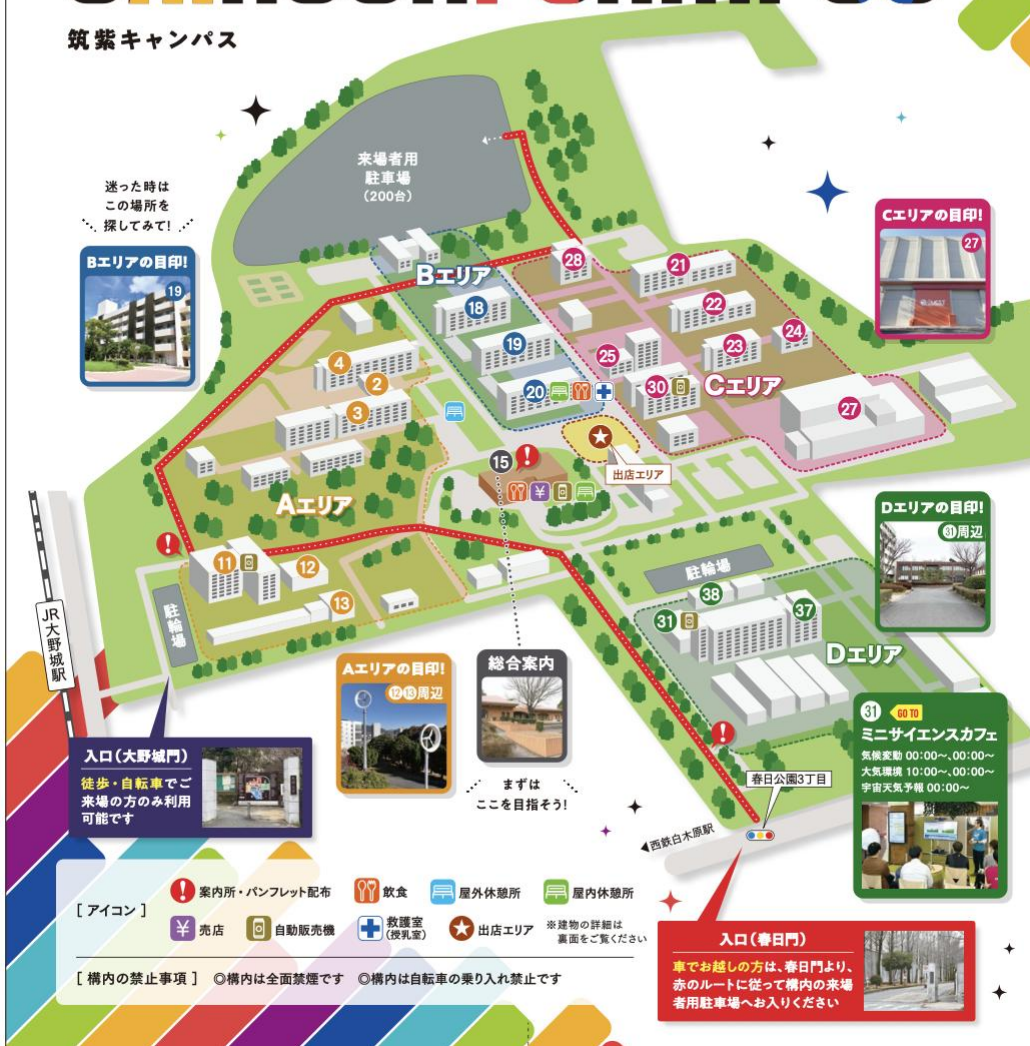 筑紫キャンパス
来場者用
駐車場
(200台)
迷った時は
この場所を
探してみて!
Bエリアの目印!
19
Cエリアの目印!
27
Bエリア
28
21
18
22
19
23
24
25
4
2
20
30
Cエリア
3
27
15
出店エリア
Aエリア
Dエリアの目印!
31周辺
駐輪場
11
12
38
13
31
37
駐輪場
Dエリア
JR大野城駅
Aエリアの目印!
12・13周辺
総合案内
まずは
ここを目指そう!
31 GO TO
ミニサイエンスカフェ
気候変動 00:00〜、00:00〜
大気環境 10:00〜、00:00〜
宇宙天気予報 00:00〜
入口(大野城門)
徒歩・自転車でご
来場の方のみ利用
可能です
春日公園3丁目
◀西鉄白木原駅
[ アイコン ]
案内所・パンフレット配布
飲食
屋外休憩所
屋内休憩所
売店
自動販売機
救護室
(授乳室)
出店エリア
※建物の詳細は
裏面をご覧ください
[ 構内の禁止事項 ] ◎構内は全面禁煙です ◎構内は自転車の乗り入れ禁止です
入口(春日門)
車でお越しの方は、春日門より、
赤のルートに従って構内の来場
者用駐車場へお入りください